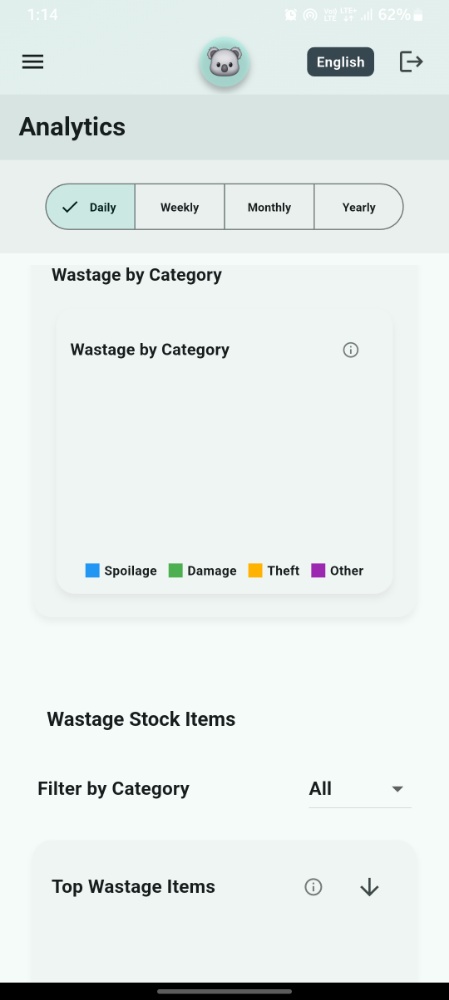 1:14
62%
English
Analytics
Daily Weekly Monthly Yearly
Wastage by Category
Wastage by Category
Spoilage Damage Theft Other
Wastage Stock Items
Filter by Category All
Top Wastage Items